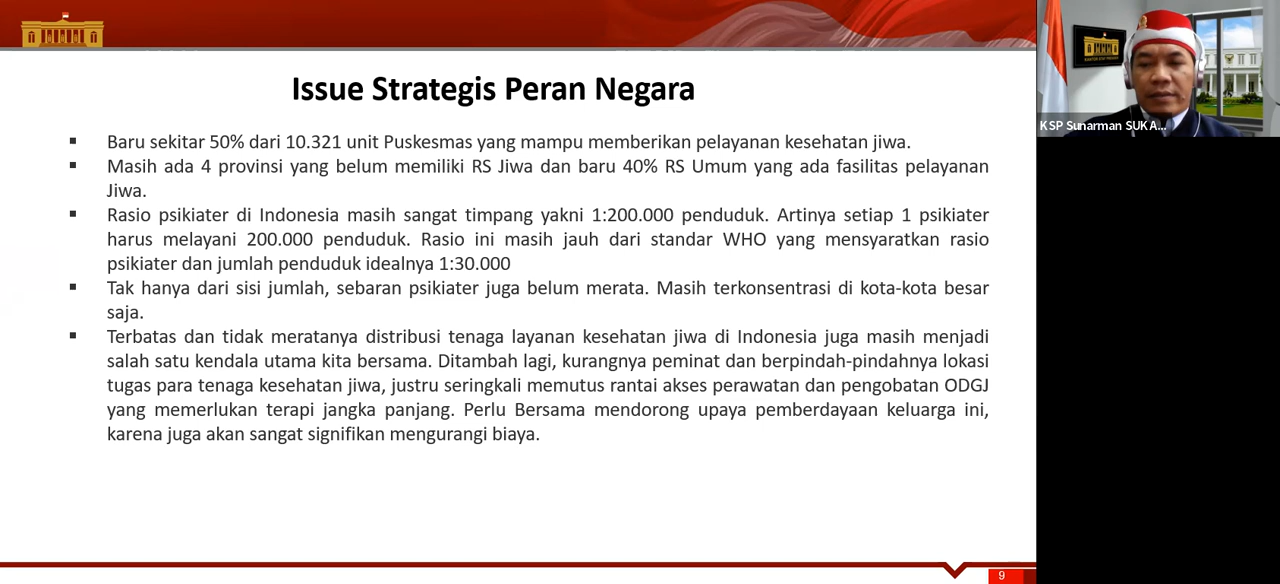 Issue Strategis Peran Negara
▪ Baru sekitar 50% dari 10.321 unit Puskesmas yang mampu memberikan pelayanan kesehatan jiwa.
▪ Masih ada 4 provinsi yang belum memiliki RS Jiwa dan baru 40% RS Umum yang ada fasilitas pelayanan
Jiwa.
▪ Rasio psikiater di Indonesia masih sangat timpang yakni 1:200.000 penduduk. Artinya setiap 1 psikiater
harus melayani 200.000 penduduk. Rasio ini masih jauh dari standar WHO yang mensyaratkan rasio
psikiater dan jumlah penduduk idealnya 1:30.000
▪ Tak hanya dari sisi jumlah, sebaran psikiater juga belum merata. Masih terkonsentrasi di kota-kota besar
saja.
▪ Terbatas dan tidak meratanya distribusi tenaga layanan kesehatan jiwa di Indonesia juga masih menjadi
salah satu kendala utama kita bersama. Ditambah lagi, kurangnya peminat dan berpindah-pindahnya lokasi
tugas para tenaga kesehatan jiwa, justru seringkali memutus rantai akses perawatan dan pengobatan ODGJ
yang memerlukan terapi jangka panjang. Perlu Bersama mendorong upaya pemberdayaan keluarga ini,
karena juga akan sangat signifikan mengurangi biaya.
9
KSP Sunarman SUKA...